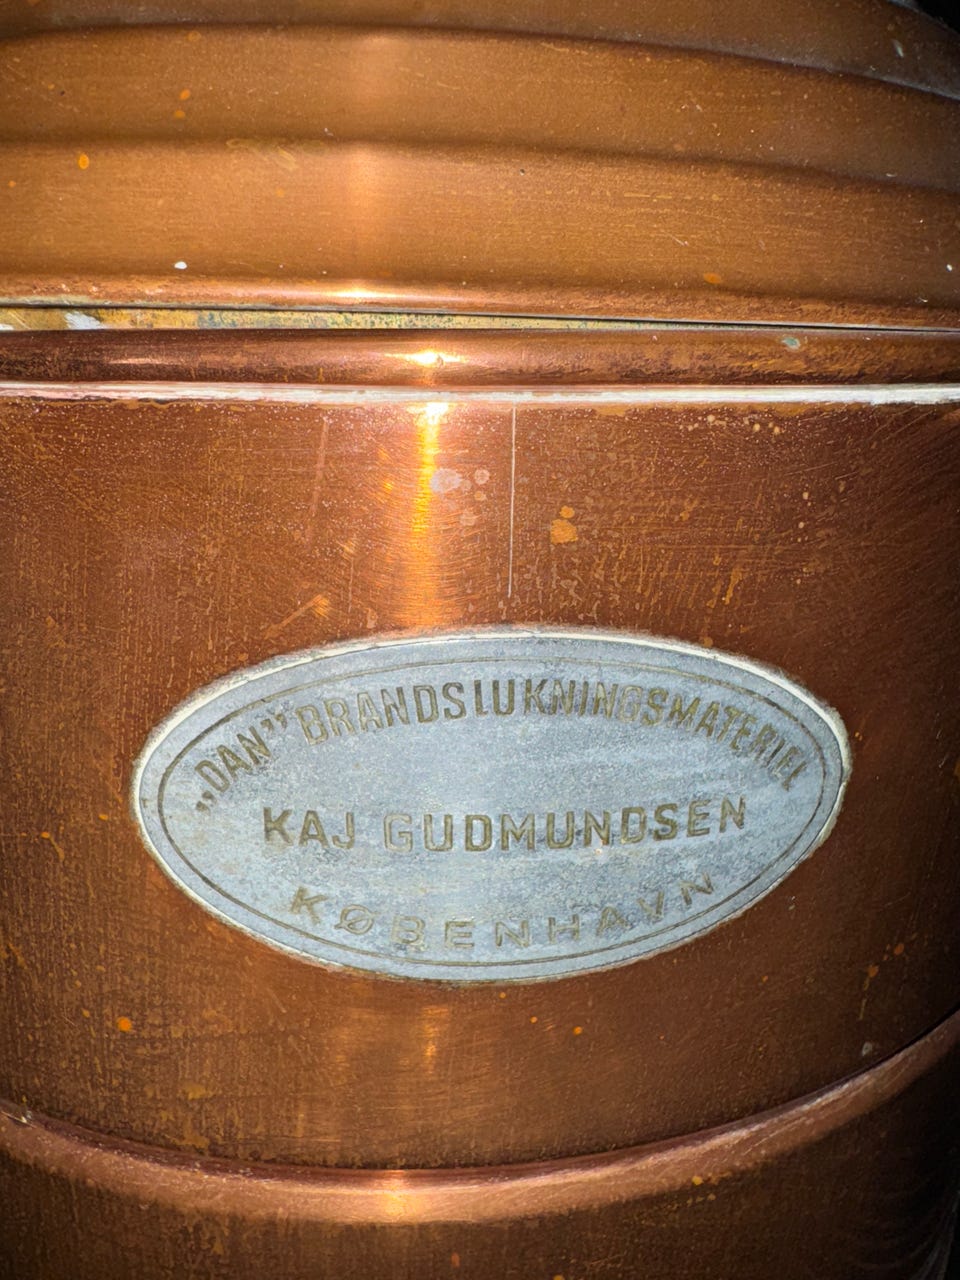 „DAN” BRANDSLUKNINGSMATERIEL
KAJ GUDMUNDSEN
KØBENHAVN